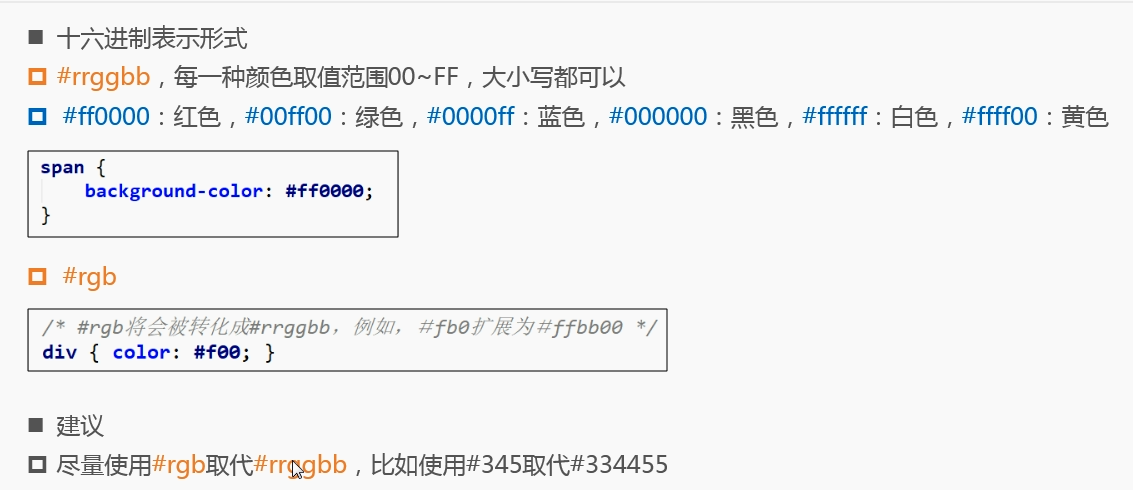 十六进制表示形式
#rrggbb，每一种颜色取值范围00~FF，大小写都可以
#ff0000：红色，#00ff00：绿色，#0000ff：蓝色，#000000：黑色，#ffffff：白色，#ffff00：黄色
span {
    background-color: #ff0000;
}
#rgb
/* #rgb将会被转化成#rrggbb，例如，#fb0扩展为#ffbb00 */
div { color: #f00; }
建议
尽量使用#rgb取代#rrggbb，比如使用#345取代#334455